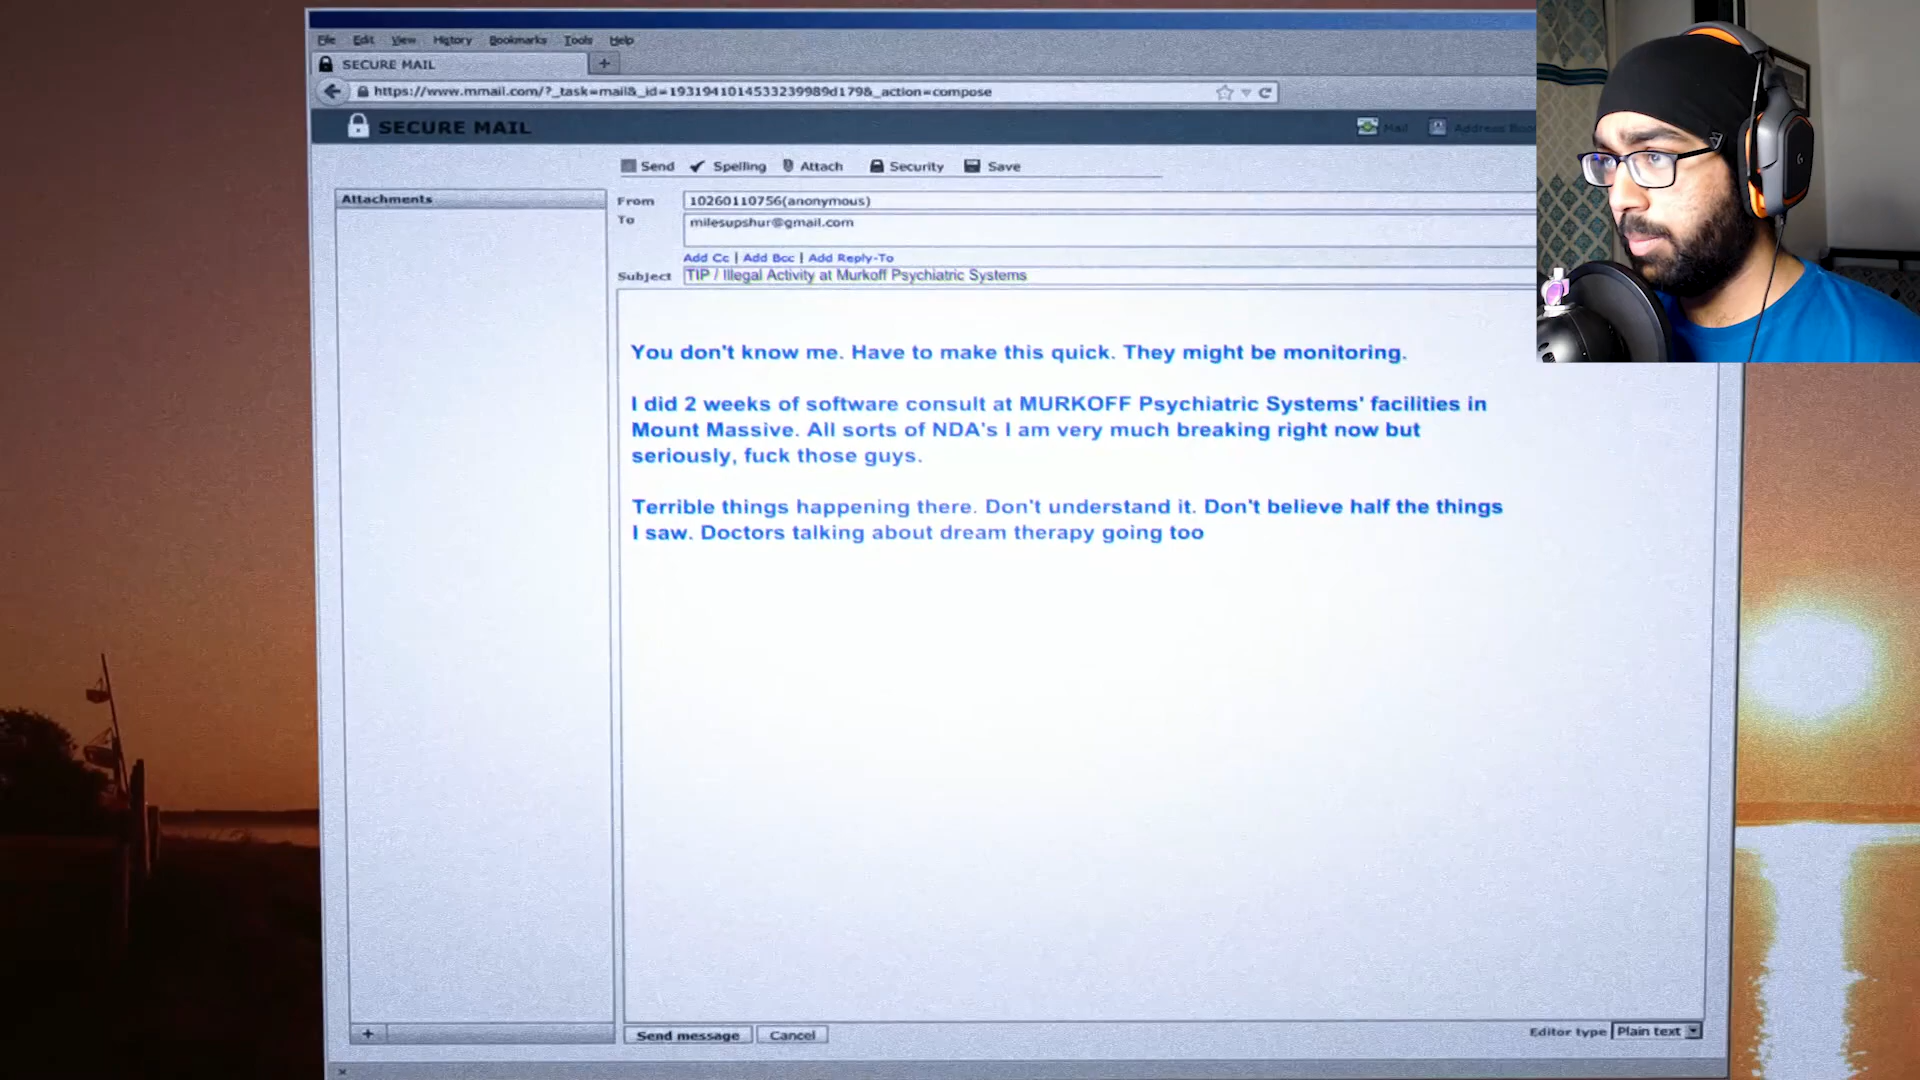 File Edit View History Bookmarks Tools Help
SECURE MAIL +
https://www.mmail.com/?_task=mail&_id=1931941014533239989d179&_action=compose
SECURE MAIL Mail Address Boo
Send Spelling Attach Security Save
Attachments
From 10260110756(anonymous)
To milesupshur@gmail.com
Add Cc | Add Bcc | Add Reply-To
Subject TIP / Illegal Activity at Murkoff Psychiatric Systems
You don't know me. Have to make this quick. They might be monitoring.
I did 2 weeks of software consult at MURKOFF Psychiatric Systems' facilities in
Mount Massive. All sorts of NDA's I am very much breaking right now but
seriously, fuck those guys.
Terrible things happening there. Don't understand it. Don't believe half the things
I saw. Doctors talking about dream therapy going too
+ Send message Cancel Editor type Plain text
x